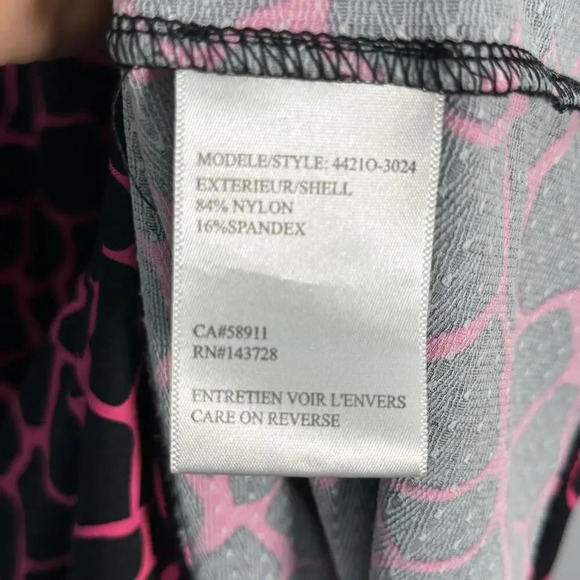 MODELE/STYLE: 4421O-3024
EXTERIEUR/SHELL
84% NYLON
16%SPANDEX
CA#58911
RN#143728
ENTRETIEN VOIR L'ENVERS
CARE ON REVERSE